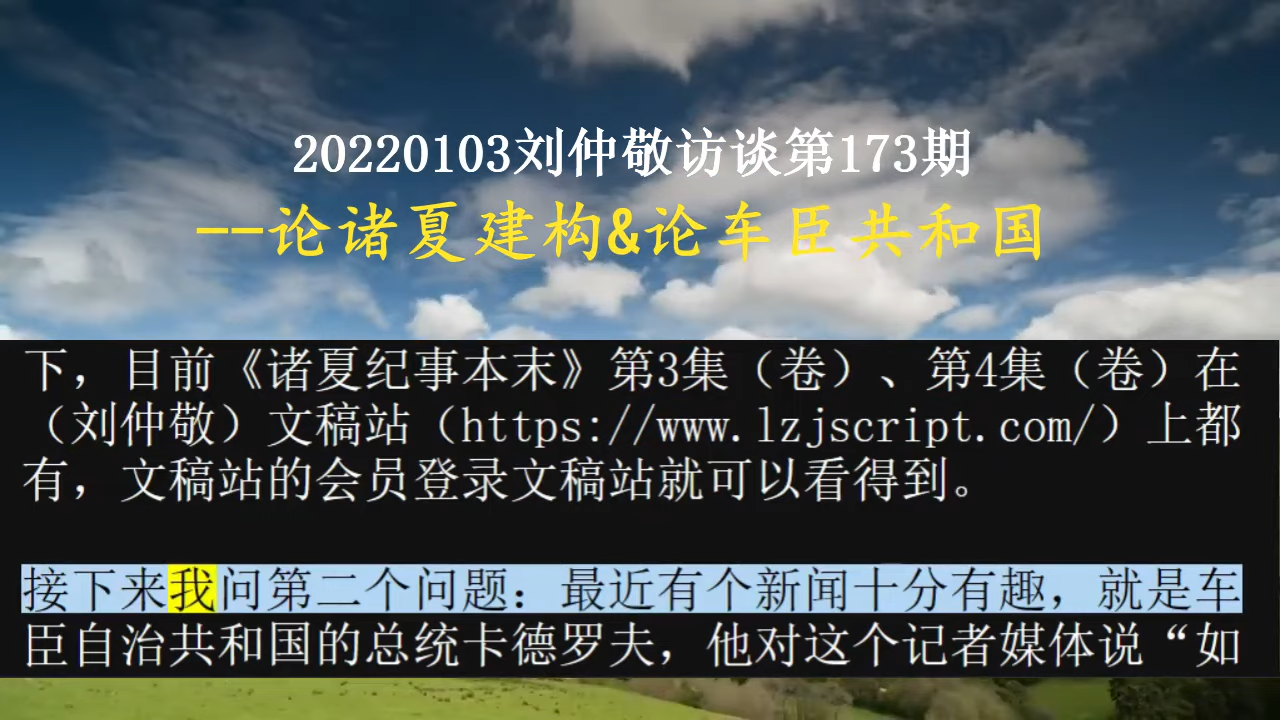 20220103刘仲敬访谈第173期
--论诸夏建构&论车臣共和国
下，目前《诸夏纪事本末》第3集（卷）、第4集（卷）在
（刘仲敬）文稿站（https://www.lzjscript.com/）上都
有，文稿站的会员登录文稿站就可以看得到。
接下来我问第二个问题：最近有个新闻十分有趣，就是车
臣自治共和国的总统卡德罗夫，他对这个记者媒体说“如